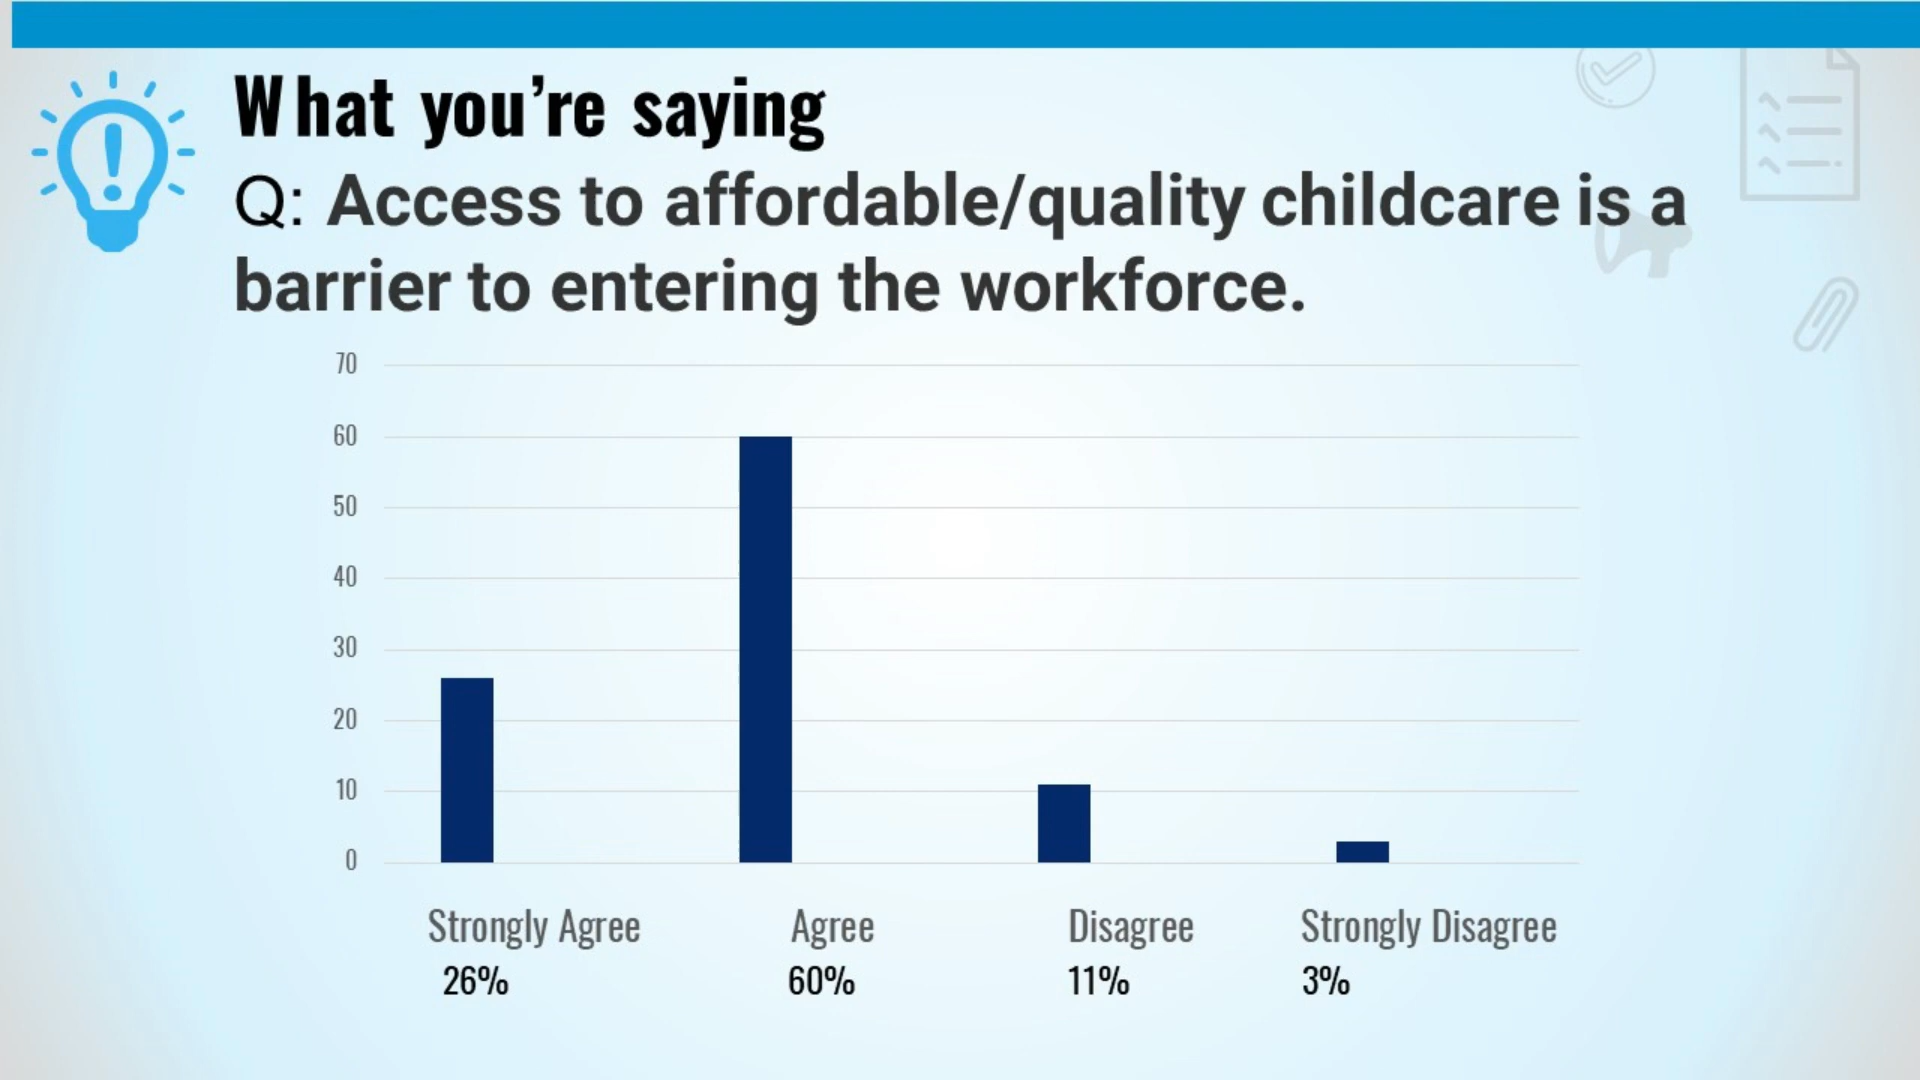 What you're saying
Q: Access to affordable/quality childcare is a
barrier to entering the workforce.
70
60
50
40
30
20
10
0
Strongly Agree Agree Disagree Strongly Disagree
26% 60% 11% 3%